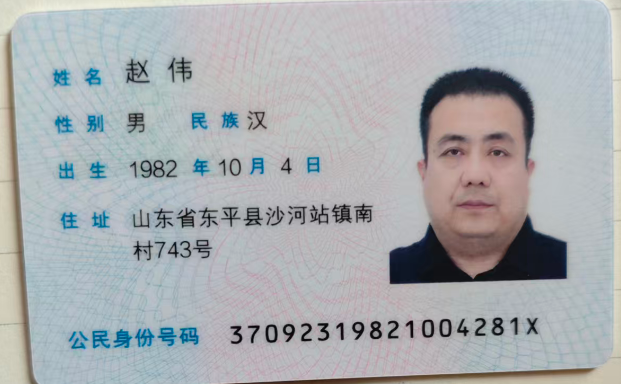 姓名 赵伟
性别 男 民族 汉
出生 1982 年 10 月 4 日
住址 山东省东平县沙河站镇南
村743号
公民身份号码 37092319821004281X